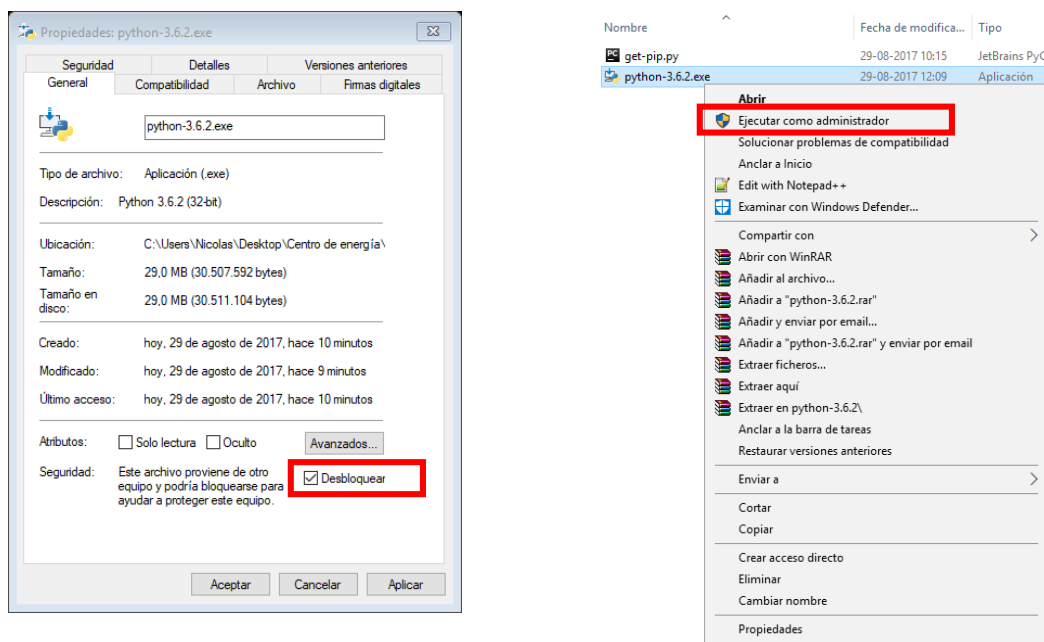 Propiedades: python-3.6.2.exe
Seguridad Detalles Versiones anteriores
General Compatibilidad Archivo Firmas digitales
python-3.6.2.exe
Tipo de archivo: Aplicación (.exe)
Descripción: Python 3.6.2 (32-bit)
Ubicación: C:\Users\Nicolas\Desktop\Centro de energía\
Tamaño: 29,0 MB (30.507.592 bytes)
Tamaño en
disco: 29,0 MB (30.511.104 bytes)
Creado: hoy, 29 de agosto de 2017, hace 10 minutos
Modificado: hoy, 29 de agosto de 2017, hace 9 minutos
Último acceso: hoy, 29 de agosto de 2017, hace 10 minutos
Atributos: Solo lectura Oculto Avanzados...
Seguridad: Este archivo proviene de otro
equipo y podría bloquearse para
ayudar a proteger este equipo.
Desbloquear
Aceptar Cancelar Aplicar
Nombre Fecha de modifica... Tipo
PC get-pip.py 29-08-2017 10:15 JetBrains PyC
python-3.6.2.exe 29-08-2017 12:09 Aplicación
Abrir
Ejecutar como administrador
Solucionar problemas de compatibilidad
Anclar a Inicio
Edit with Notepad++
Examinar con Windows Defender...
Compartir con
Abrir con WinRAR
Añadir al archivo...
Añadir a "python-3.6.2.rar"
Añadir y enviar por email...
Añadir a "python-3.6.2.rar" y enviar por email
Extraer ficheros...
Extraer aquí
Extraer en python-3.6.2\
Anclar a la barra de tareas
Restaurar versiones anteriores
Enviar a
Cortar
Copiar
Crear acceso directo
Eliminar
Cambiar nombre
Propiedades